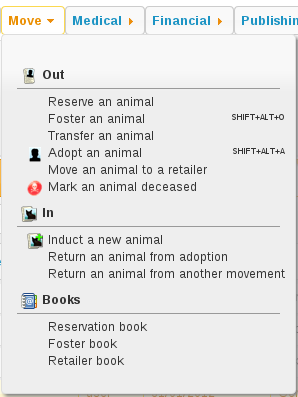 Move Medical Financial Publishin
Out
Reserve an animal
Foster an animal SHIFT+ALT+O
Transfer an animal
Adopt an animal SHIFT+ALT+A
Move an animal to a retailer
Mark an animal deceased
In
Induct a new animal
Return an animal from adoption
Return an animal from another movement
Books
Reservation book
Foster book
Retailer book